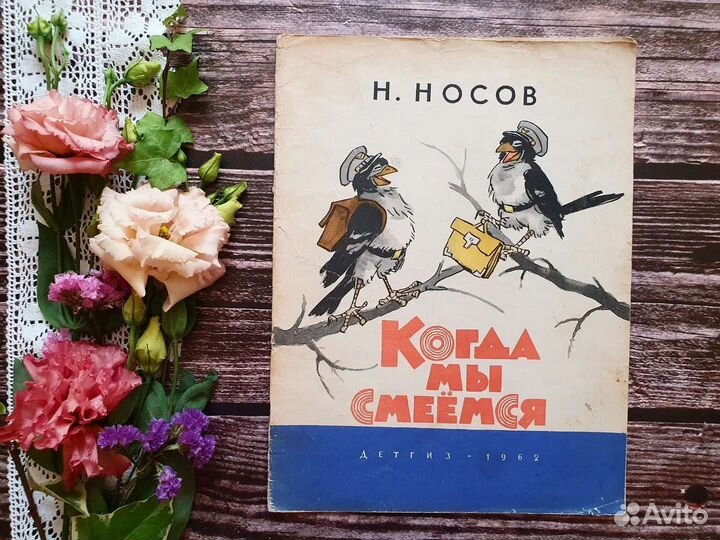 Н. НОСОВ
КОГДА
МЫ
СМЕЁМСЯ
ДЕТГИЗ - 1962
Avito